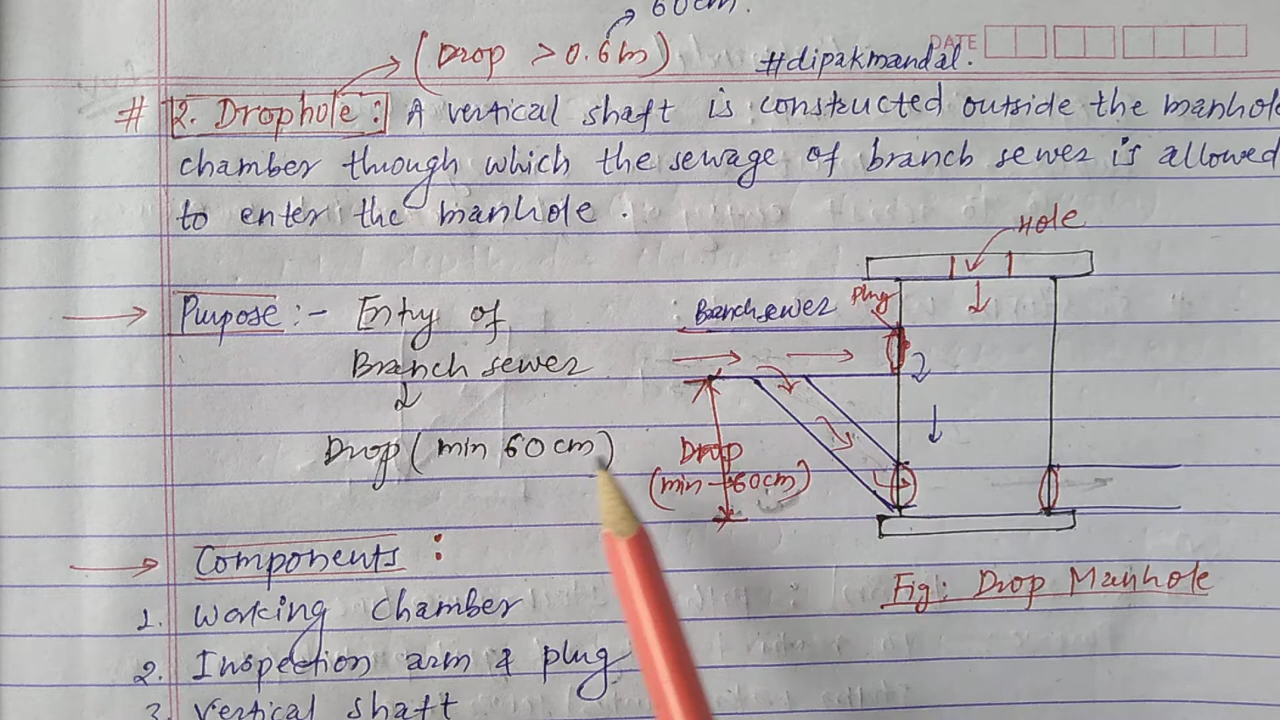 60cm.
(Drop > 0.6m) #dipakmandal. DATE
# 2. Drophole: A vertical shaft is constructed outside the manhole
chamber through which the sewage of branch sewer is allowed
to enter the manhole.
Hole
Purpose :- Entry of
Branch sewer
Plug
Branch sewer
Drop (min 60 cm)
Drop
(min - 60cm)
Components :
1. Working chamber
Fig: Drop Manhole
2. Inspection arm & plug
3. Vertical shaft